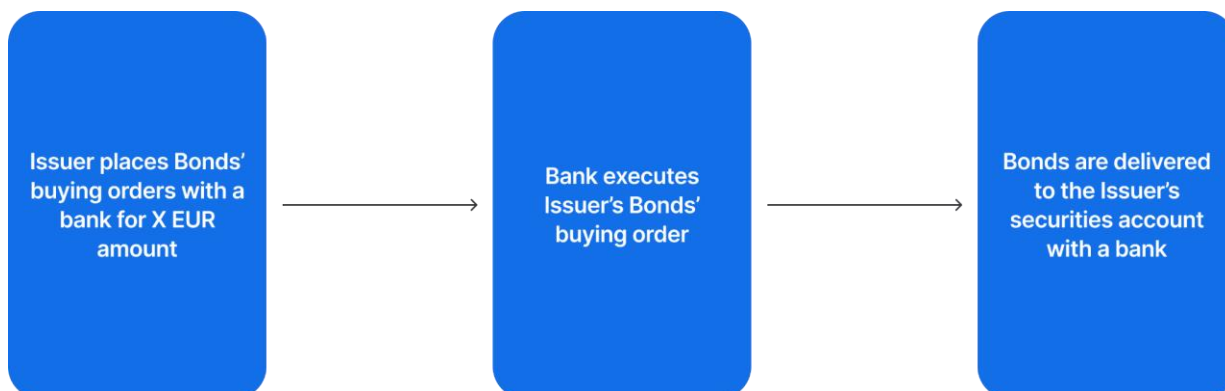 Issuer places Bonds’
buying orders with a
bank for X EUR
amount
Bank executes
Issuer’s Bonds’
buying order
Bonds are delivered
to the Issuer’s
securities account
with a bank